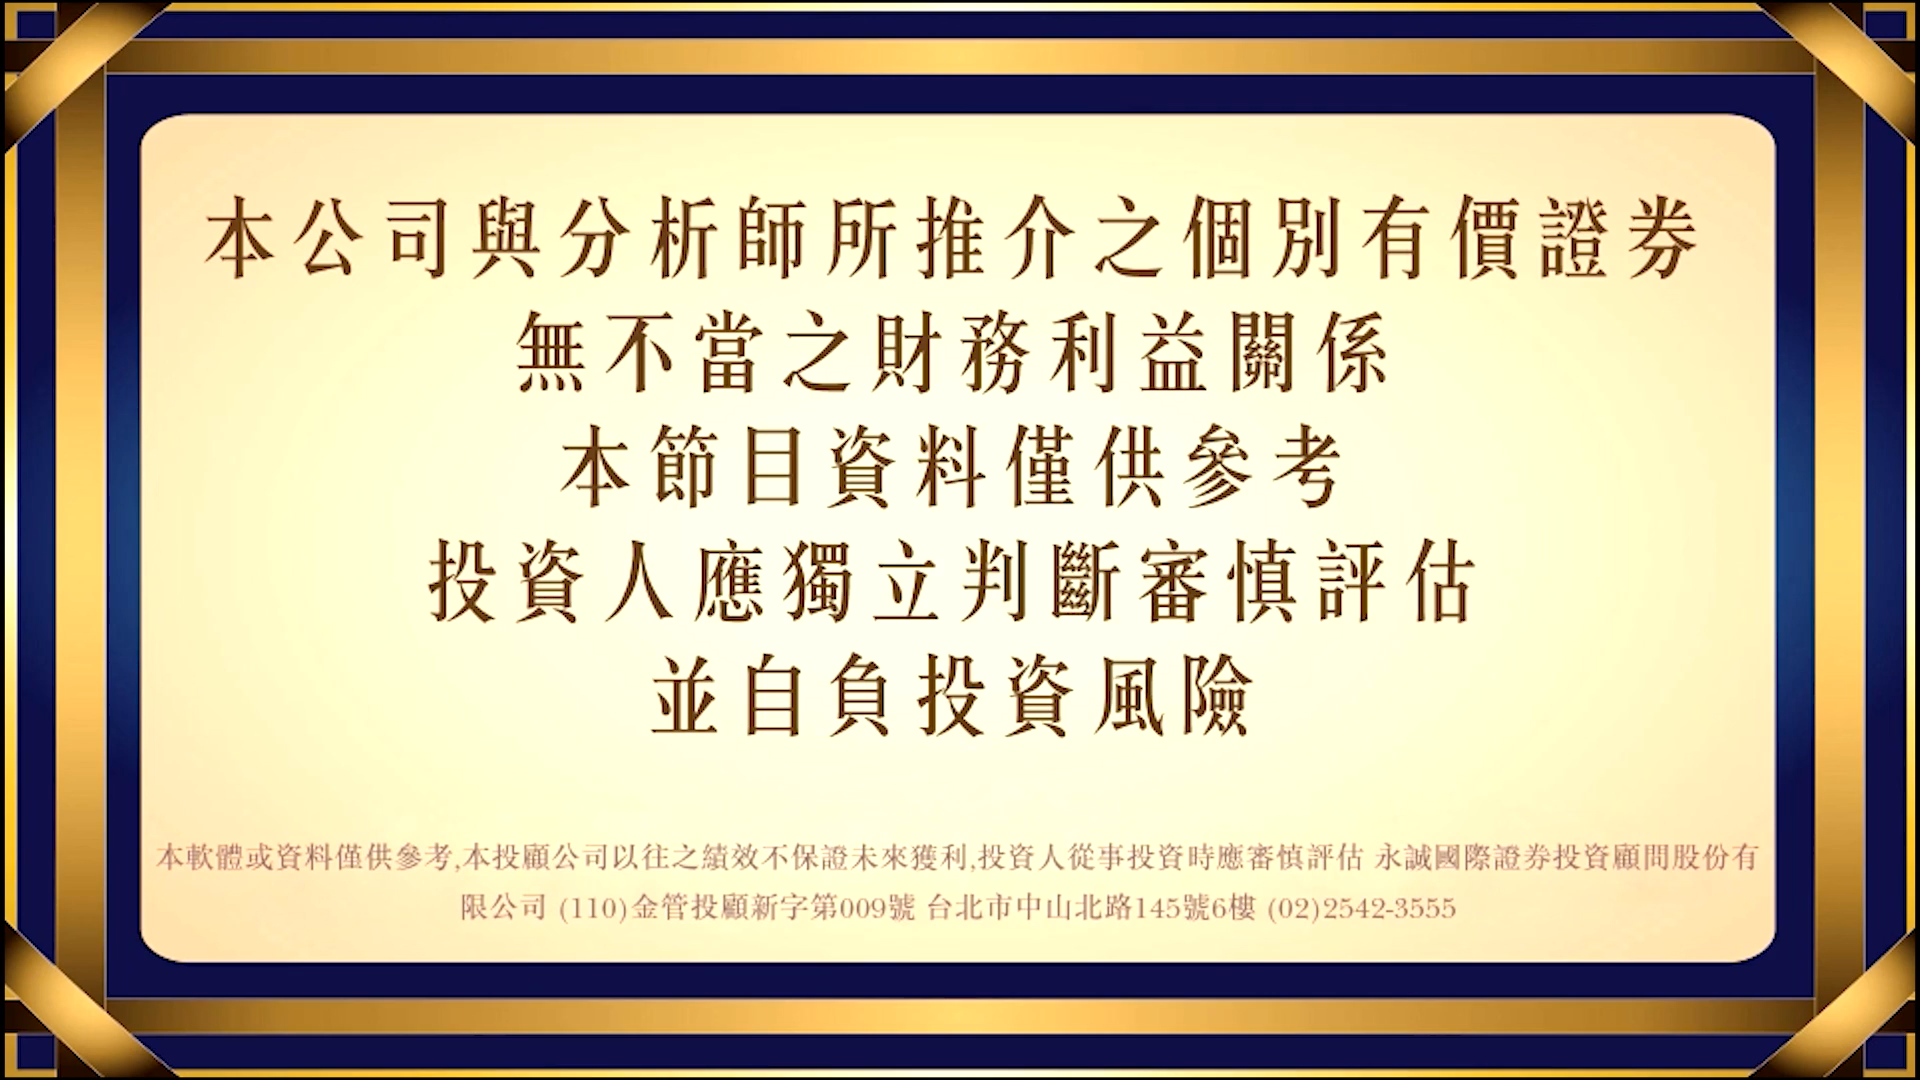 本公司與分析師所推介之個別有價證券
無不當之財務利益關係
本節目資料僅供參考
投資人應獨立判斷審慎評估
並自負投資風險
本軟體或資料僅供參考,本投顧公司以往之績效不保證未來獲利,投資人從事投資時應審慎評估 永誠國際證券投資顧問股份有
限公司 (110)金管投顧新字第009號 台北市中山北路145號6樓 (02)2542-3555